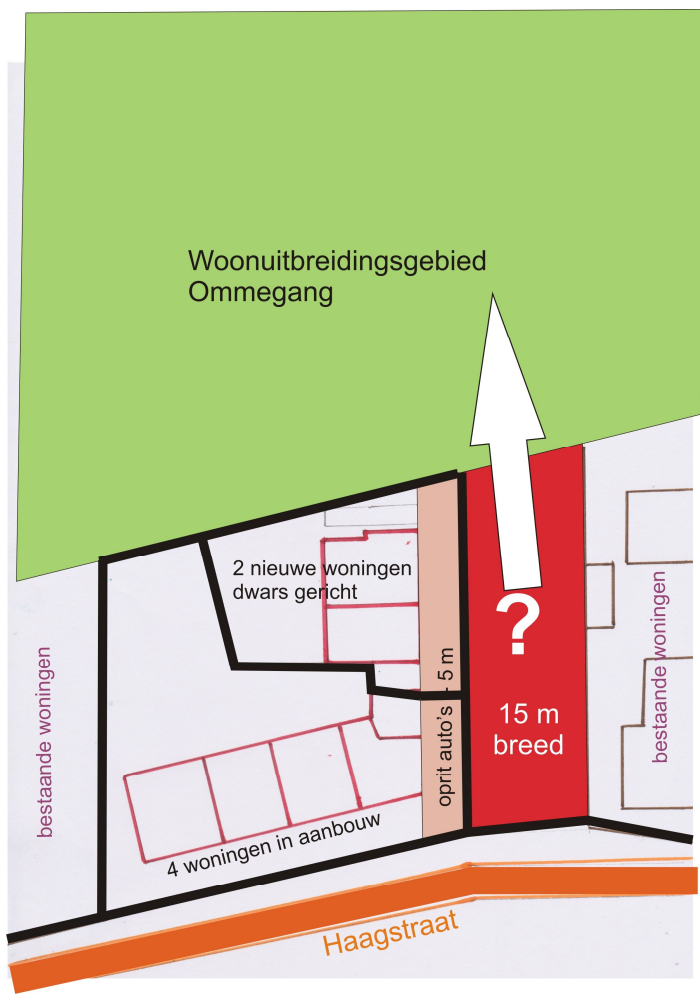 Woonuitbreidingsgebied
Ommegang
2 nieuwe woningen
dwars gericht
?
15 m
breed
oprit auto's - 5 m
bestaande woningen
bestaande woningen
4 woningen in aanbouw
Haagstraat